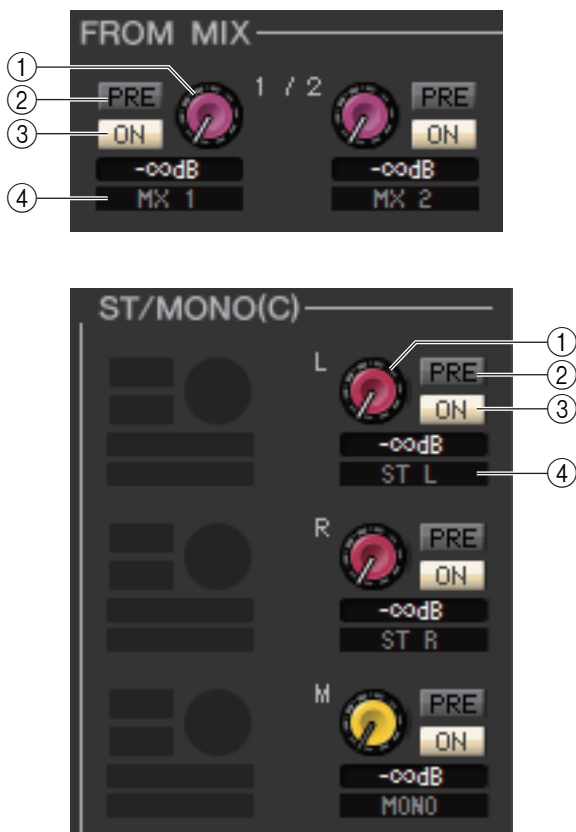 FROM MIX
① PRE 1 / 2 PRE
② ON ON
③ -∞dB -∞dB
④ MX 1 MX 2
ST/MONO(C)
L PRE ①
ON ②
-∞dB ③
ST L ④
R PRE
ON
-∞dB
ST R
M PRE
ON
-∞dB
MONO